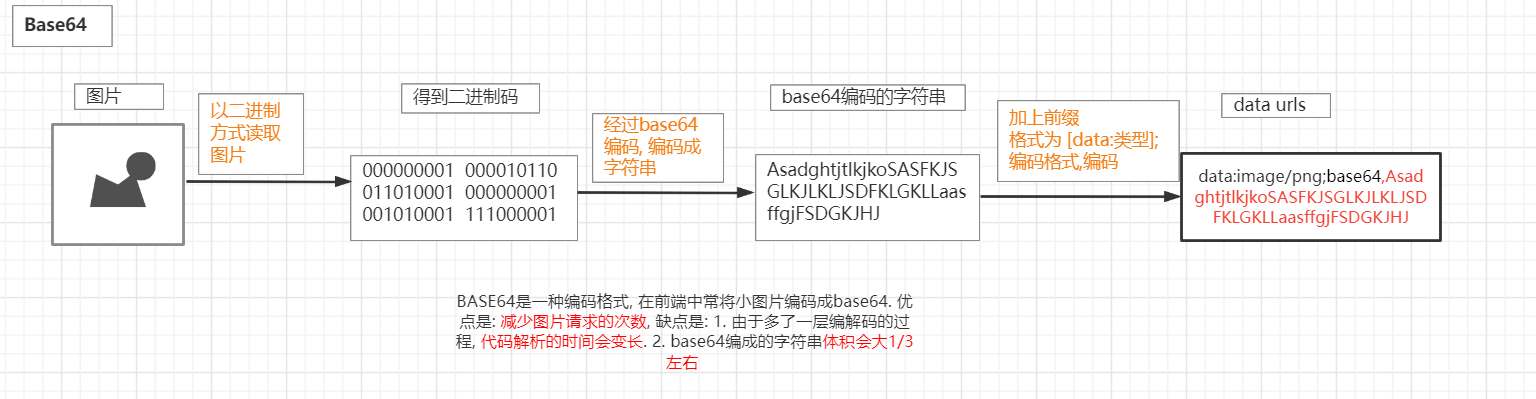 Base64
图片
以二进制
方式读取
图片
得到二进制码
000000001  000010110
011010001  000000001
001010001  111000001
经过base64
编码, 编码成
字符串
base64编码的字符串
AsadghtjtlkjkoSASFKJS
GLKJLKLJSDFKLGKLLaas
ffgjFSDGKJHJ
加上前缀
格式为 [data:类型];
编码格式,编码
data urls
data:image/png;base64,Asad
ghtjtlkjkoSASFKJSGLKJLKLJSD
FKLGKLLaasffgjFSDGKJHJ
BASE64是一种编码格式, 在前端中常将小图片编码成base64. 优
点是: 减少图片请求的次数, 缺点是: 1. 由于多了一层编解码的过
程, 代码解析的时间会变长. 2. base64编成的字符串体积会大1/3
左右